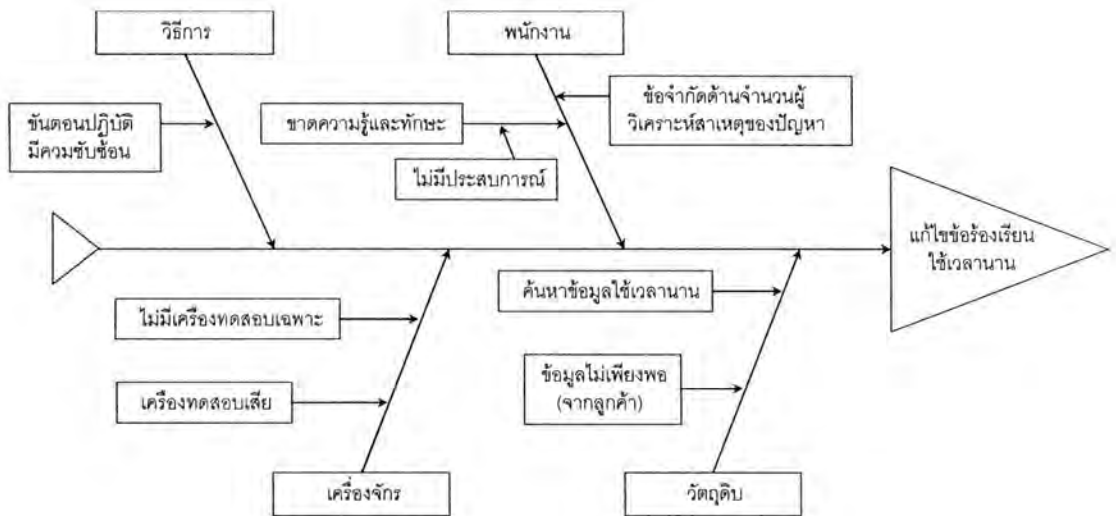 วิธีการ
พนักงาน
ขันตอนปฏิบัติ
มีควมซับซ้อน
ขาดความรู้และทักษะ
ไม่มีประสบการณ์
ข้อจำกัดด้านจำนวนผู้
วิเคราะห์สาเหตุของปัญหา
แก้ไขข้อร้องเรียน
ใช้เวลานาน
ไม่มีเครื่องทดสอบเฉพาะ
เครืองทดสอบเสีย
ค้นหาข้อมูลใช้เวลานาน
ข้อมูลไม่เพียงพอ
(จากลูกค้า)
เครื่องจักร
วัตถุดิบ